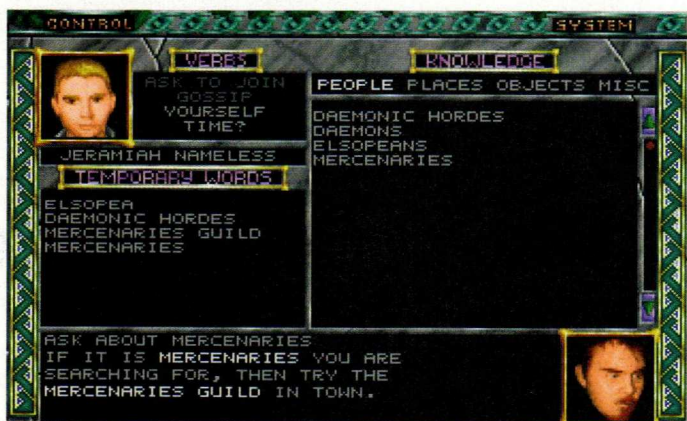 CONTROL
SYSTEM
VERBS
ASK TO JOIN
GOSSIP
YOURSELF
TIME?
JERAMIAH NAMELESS
TEMPORARY WORDS
ELSOPEA
DAEMONIC HORDES
MERCENARIES GUILD
MERCENARIES
KNOWLEDGE
PEOPLE PLACES OBJECTS MISC
DAEMONIC HORDES
DAEMONS
ELSOPEANS
MERCENARIES
ASK ABOUT MERCENARIES
IF IT IS MERCENARIES YOU ARE
SEARCHING FOR, THEN TRY THE
MERCENARIES GUILD IN TOWN.